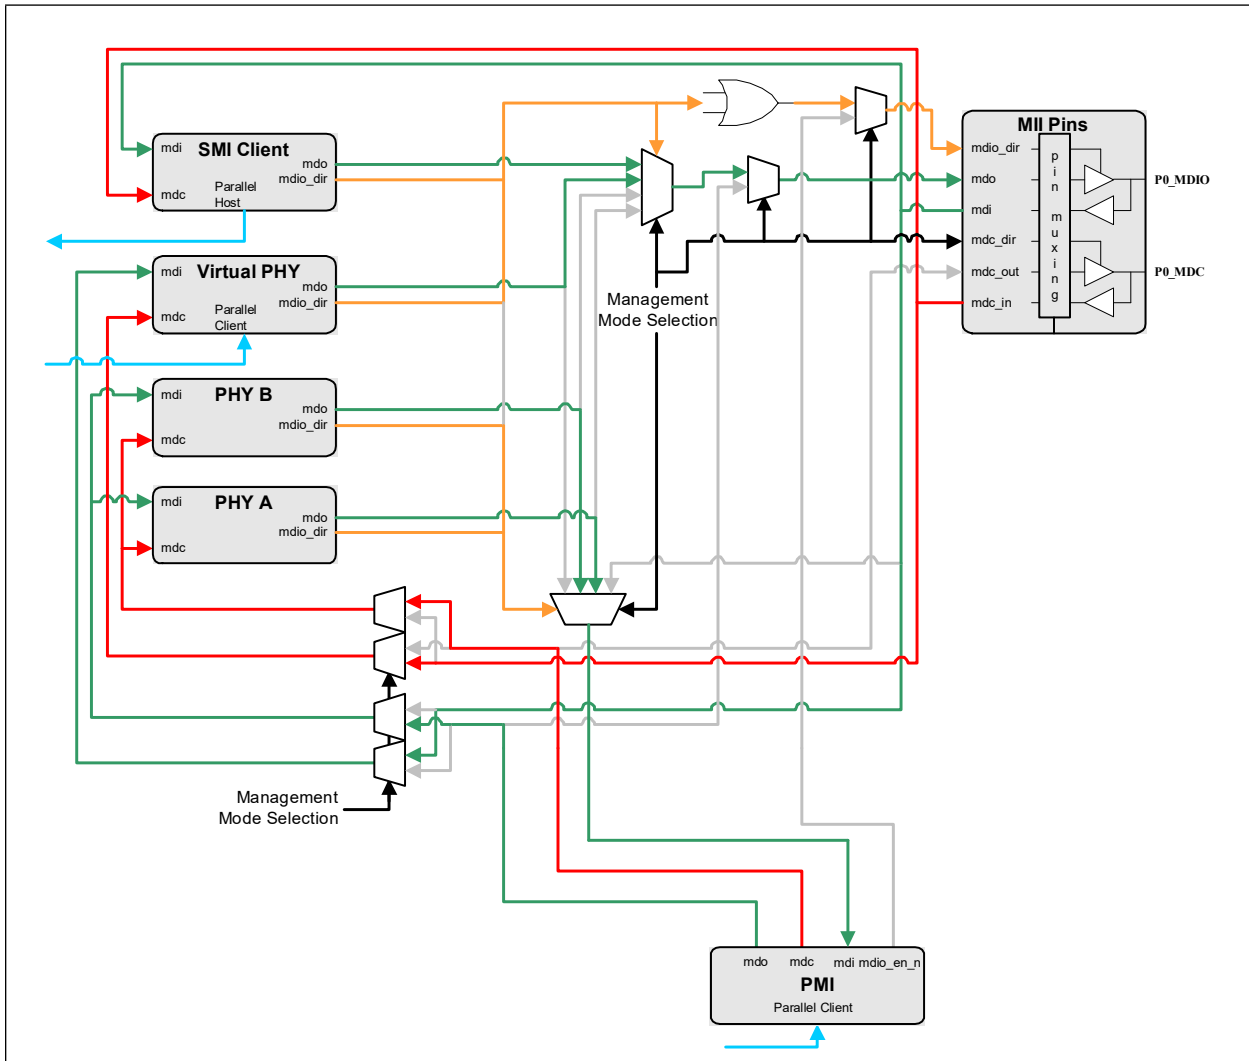 SMI Client
mdi
mdo
mdio_dir
mdc
Parallel
Host
Virtual PHY
mdi
mdo
mdio_dir
mdc
Parallel
Client
PHY B
mdi
mdo
mdio_dir
mdc
PHY A
mdi
mdo
mdio_dir
mdc
Management
Mode Selection
MII Pins
mdio_dir
mdo
mdi
mdc_dir
mdc_out
mdc_in
p
i
n
m
u
x
i
n
g
P0_MDIO
P0_MDC
Management
Mode Selection
mdo
mdc
mdi
mdio_en_n
PMI
Parallel Client